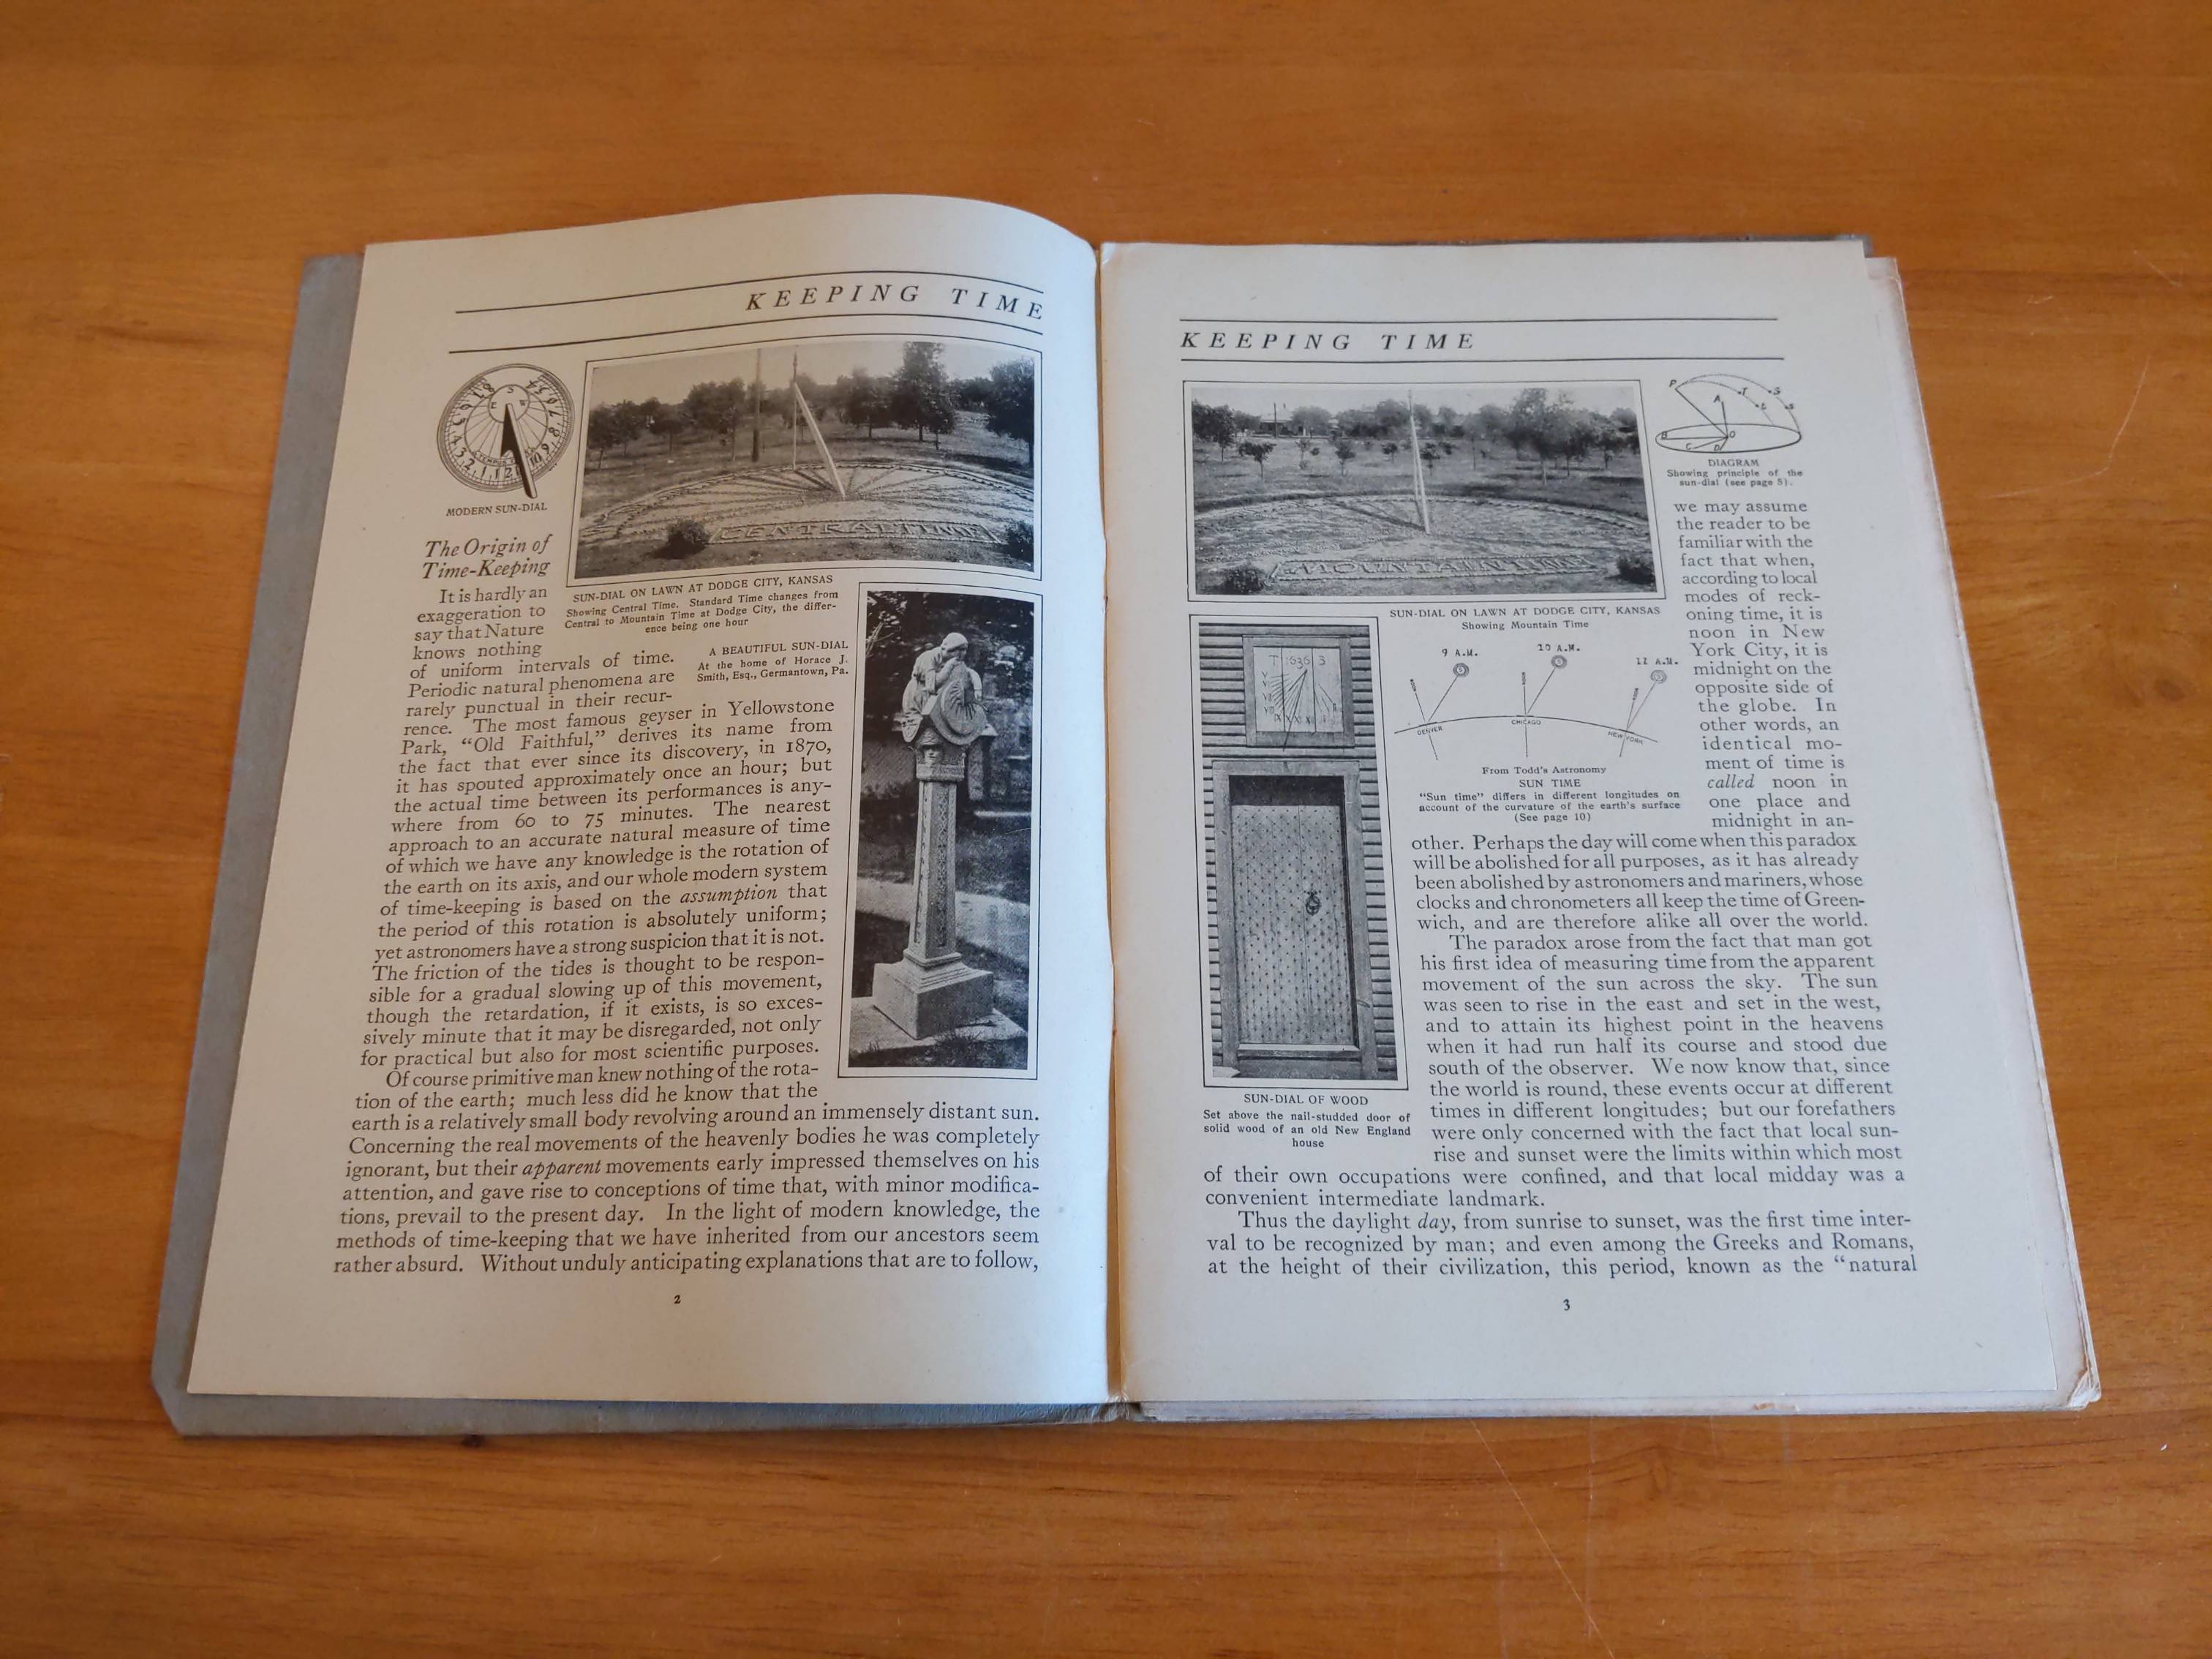 KEEPING TIME
MODERN SUN-DIAL
CENTRAL TIME
SUN-DIAL ON LAWN AT DODGE CITY, KANSAS
Showing Central Time. Standard Time changes from
Central to Mountain Time at Dodge City, the differ-
ence being one hour
A BEAUTIFUL SUN-DIAL
At the home of Horace J.
Smith, Esq., Germantown, Pa.
The Origin of
Time-Keeping
It is hardly an
exaggeration to
say that Nature
knows nothing
of uniform intervals of time.
Periodic natural phenomena are
rarely punctual in their recur-
rence. The most famous geyser in Yellowstone
Park, “Old Faithful,” derives its name from
the fact that ever since its discovery, in 1870,
it has spouted approximately once an hour; but
the actual time between its performances is any-
where from 60 to 75 minutes. The nearest
approach to an accurate natural measure of time
of which we have any knowledge is the rotation of
the earth on its axis, and our whole modern system
of time-keeping is based on the assumption that
the period of this rotation is absolutely uniform;
yet astronomers have a strong suspicion that it is not.
The friction of the tides is thought to be respon-
sible for a gradual slowing up of this movement,
though the retardation, if it exists, is so exces-
sively minute that it may be disregarded, not only
for practical but also for most scientific purposes.
Of course primitive man knew nothing of the rota-
tion of the earth; much less did he know that the
earth is a relatively small body revolving around an immensely distant sun.
Concerning the real movements of the heavenly bodies he was completely
ignorant, but their apparent movements early impressed themselves on his
attention, and gave rise to conceptions of time that, with minor modifica-
tions, prevail to the present day. In the light of modern knowledge, the
methods of time-keeping that we have inherited from our ancestors seem
rather absurd. Without unduly anticipating explanations that are to follow,
2
KEEPING TIME
MOUNTAIN TIME
DIAGRAM
Showing principle of the
sun-dial (see page 5).
SUN-DIAL ON LAWN AT DODGE CITY, KANSAS
Showing Mountain Time
9 A.M.
10 A.M.
11 A.M.
DENVER
CHICAGO
NEW YORK
From Todd's Astronomy
SUN TIME
“Sun time” differs in different longitudes on
account of the curvature of the earth's surface
(See page 10)
T 1636 3
SUN-DIAL OF WOOD
Set above the nail-studded door of
solid wood of an old New England
house
we may assume
the reader to be
familiar with the
fact that when,
according to local
modes of reck-
oning time, it is
noon in New
York City, it is
midnight on the
opposite side of
the globe. In
other words, an
identical mo-
ment of time is
called noon in
one place and
midnight in an-
other. Perhaps the day will come when this paradox
will be abolished for all purposes, as it has already
been abolished by astronomers and mariners, whose
clocks and chronometers all keep the time of Green-
wich, and are therefore alike all over the world.
The paradox arose from the fact that man got
his first idea of measuring time from the apparent
movement of the sun across the sky. The sun
was seen to rise in the east and set in the west,
and to attain its highest point in the heavens
when it had run half its course and stood due
south of the observer. We now know that, since
the world is round, these events occur at different
times in different longitudes; but our forefathers
were only concerned with the fact that local sun-
rise and sunset were the limits within which most
of their own occupations were confined, and that local midday was a
convenient intermediate landmark.
Thus the daylight day, from sunrise to sunset, was the first time inter-
val to be recognized by man; and even among the Greeks and Romans,
at the height of their civilization, this period, known as the “natural
3